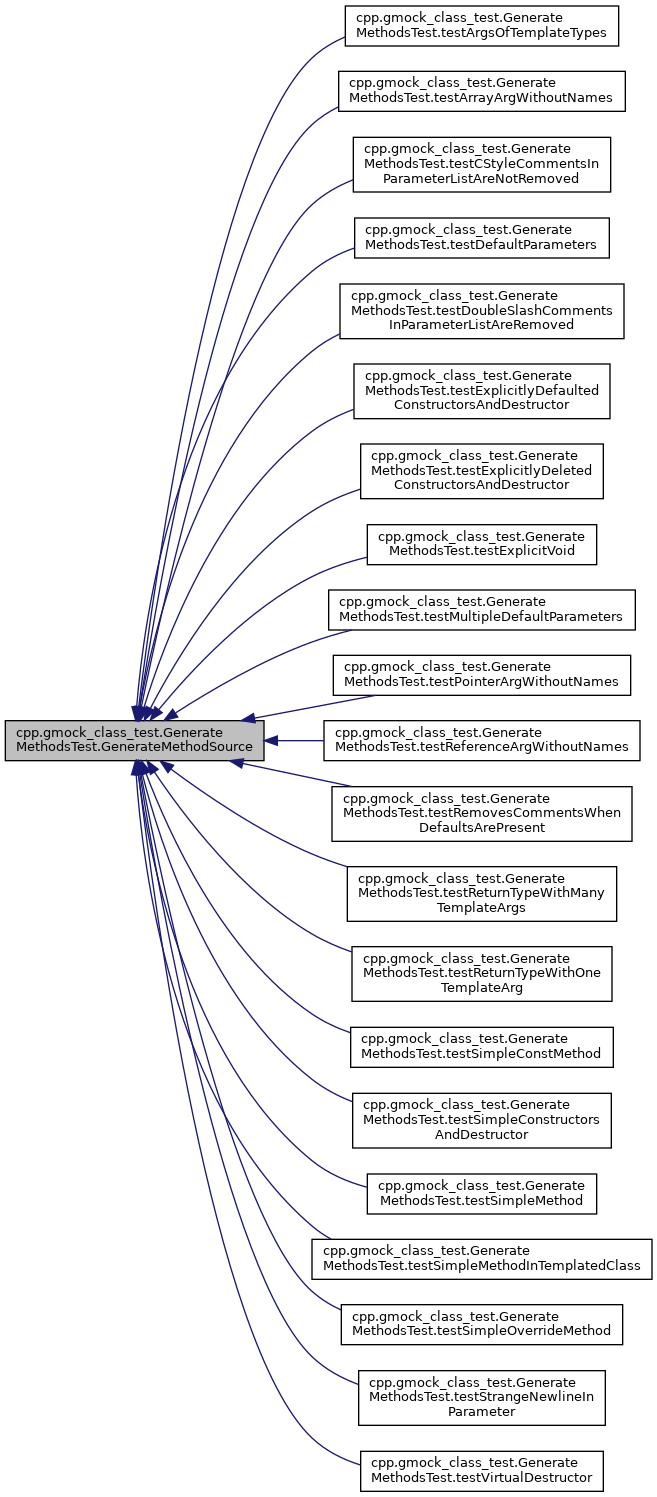 cpp.gmock_class_test.Generate
MethodsTest.testArgsOfTemplateTypes
cpp.gmock_class_test.Generate
MethodsTest.testArrayArgWithoutNames
cpp.gmock_class_test.Generate
MethodsTest.testCStyleCommentsIn
ParameterListAreNotRemoved
cpp.gmock_class_test.Generate
MethodsTest.testDefaultParameters
cpp.gmock_class_test.Generate
MethodsTest.testDoubleSlashComments
InParameterListAreRemoved
cpp.gmock_class_test.Generate
MethodsTest.testExplicitlyDefaulted
ConstructorsAndDestructor
cpp.gmock_class_test.Generate
MethodsTest.testExplicitlyDeleted
ConstructorsAndDestructor
cpp.gmock_class_test.Generate
MethodsTest.testExplicitVoid
cpp.gmock_class_test.Generate
MethodsTest.testMultipleDefaultParameters
cpp.gmock_class_test.Generate
MethodsTest.testPointerArgWithoutNames
cpp.gmock_class_test.Generate
MethodsTest.GenerateMethodSource
cpp.gmock_class_test.Generate
MethodsTest.testReferenceArgWithoutNames
cpp.gmock_class_test.Generate
MethodsTest.testRemovesCommentsWhen
DefaultsArePresent
cpp.gmock_class_test.Generate
MethodsTest.testReturnTypeWithMany
TemplateArgs
cpp.gmock_class_test.Generate
MethodsTest.testReturnTypeWithOne
TemplateArg
cpp.gmock_class_test.Generate
MethodsTest.testSimpleConstMethod
cpp.gmock_class_test.Generate
MethodsTest.testSimpleConstructors
AndDestructor
cpp.gmock_class_test.Generate
MethodsTest.testSimpleMethod
cpp.gmock_class_test.Generate
MethodsTest.testSimpleMethodInTemplatedClass
cpp.gmock_class_test.Generate
MethodsTest.testSimpleOverrideMethod
cpp.gmock_class_test.Generate
MethodsTest.testStrangeNewlineIn
Parameter
cpp.gmock_class_test.Generate
MethodsTest.testVirtualDestructor